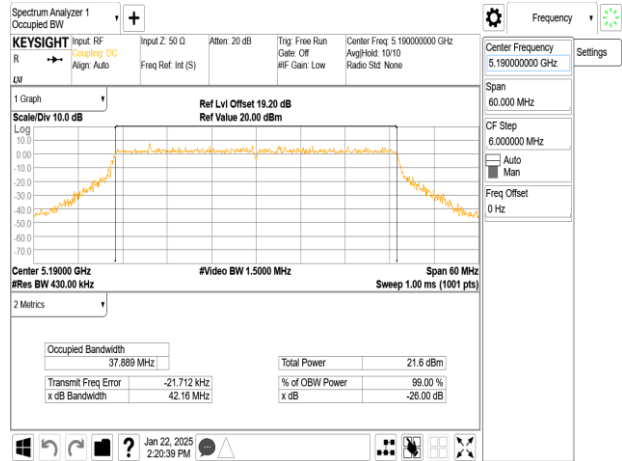 Spectrum Analyzer 1
Occupied BW
Frequency
KEYSIGHT
R
LXI
Input: RF
Coupling: DC
Align: Auto
Input Z: 50 Ω
Freq Ref: Int (S)
Atten: 20 dB
Trig: Free Run
Gate: Off
#IF Gain: Low
Center Freq: 5.190000000 GHz
Avg|Hold: 10/10
Radio Std: None
Center Frequency
5.190000000 GHz
Settings
Span
60.000 MHz
CF Step
6.000000 MHz
Auto
Man
Freq Offset
0 Hz
1 Graph
Scale/Div 10.0 dB
Ref Lvl Offset 19.20 dB
Ref Value 20.00 dBm
Log
10.0
0.00
-10.0
-20.0
-30.0
-40.0
-50.0
-60.0
-70.0
Center 5.19000 GHz
#Video BW 1.5000 MHz
Span 60 MHz
#Res BW 430.00 kHz
Sweep 1.00 ms (1001 pts)
2 Metrics
Occupied Bandwidth
37.889 MHz
Total Power 21.6 dBm
Transmit Freq Error -21.712 kHz
% of OBW Power 99.00 %
x dB Bandwidth 42.16 MHz
x dB -26.00 dB
?
Jan 22, 2025
2:20:39 PM